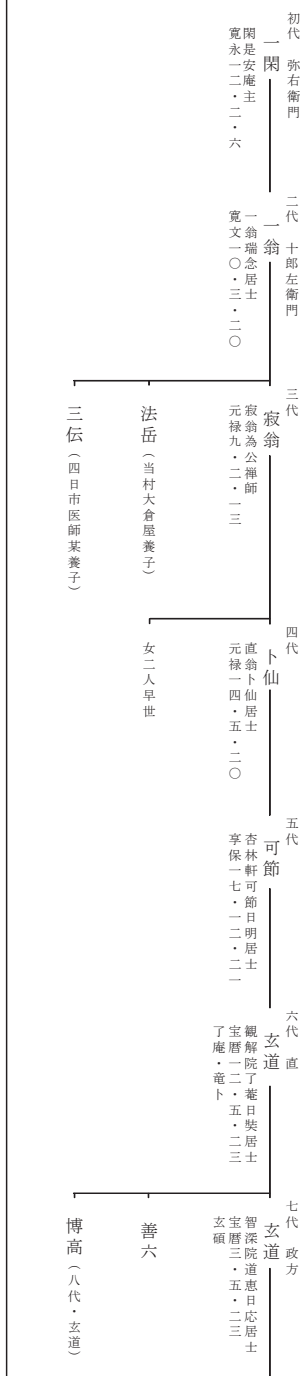 初代　弥右衛門
一閑
閑是安庵主
寛永一二・二・六
二代　十郎左衛門
一翁
一翁瑞念居士
寛文一〇・三・二〇
三代
寂翁
寂翁為公禅師
元禄九・二・一三
法岳（当村大倉屋養子）
三伝（四日市医師某養子）
四代
卜仙
直翁卜仙居士
元禄一四・五・二〇
女二人早世
五代
可節
杏林軒可節日明居士
享保一七・一二・二一
六代　直
玄道
観解院了菴日奘居士
宝暦一二・五・二三
了庵・竜卜
七代　政方
玄道
智深院道恵日応居士
宝暦三・五・二三
玄碩
善六
博高（八代・玄道）